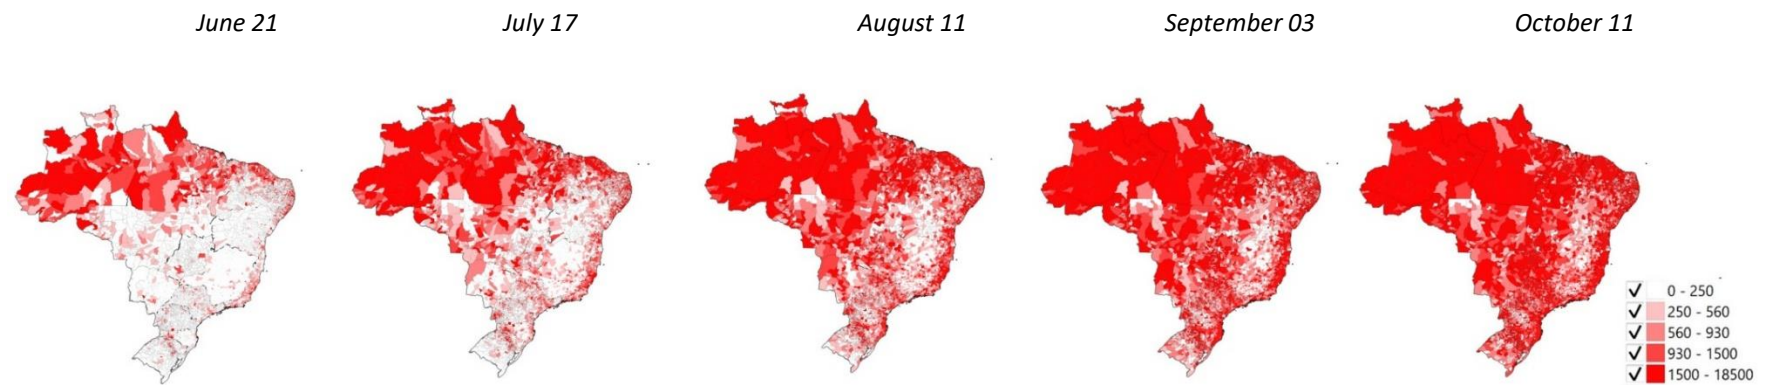 June 21
July 17
August 11
September 03
October 11
0 - 250
250 - 560
560 - 930
930 - 1500
1500 - 18500